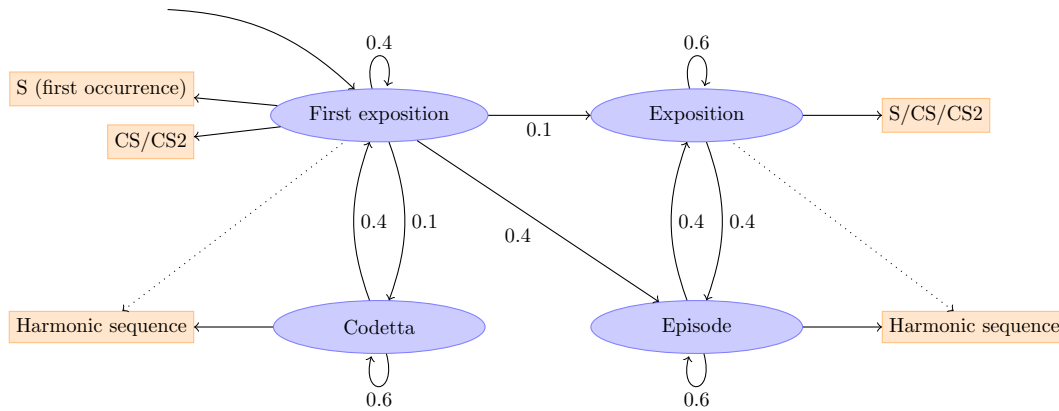 0.4
0.6
S (first occurrence)
First exposition
Exposition
S/CS/CS2
CS/CS2
0.1
0.4
0.1
0.4
0.4
0.4
Harmonic sequence
Codetta
Episode
Harmonic sequence
0.6
0.6